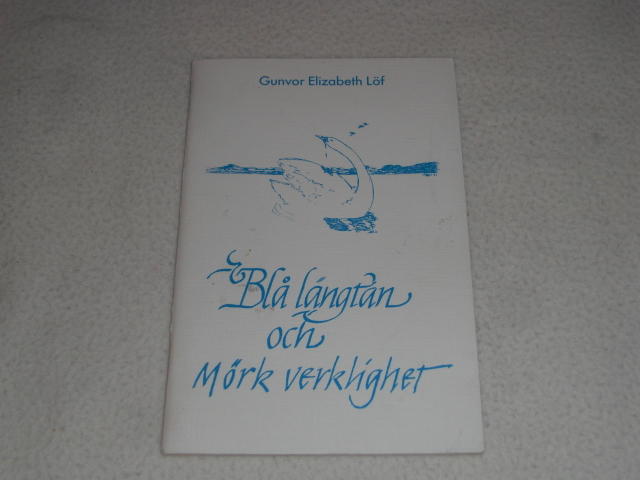 Gunvor Elizabeth Löf
Blå längtan
och
Mörk verklighet